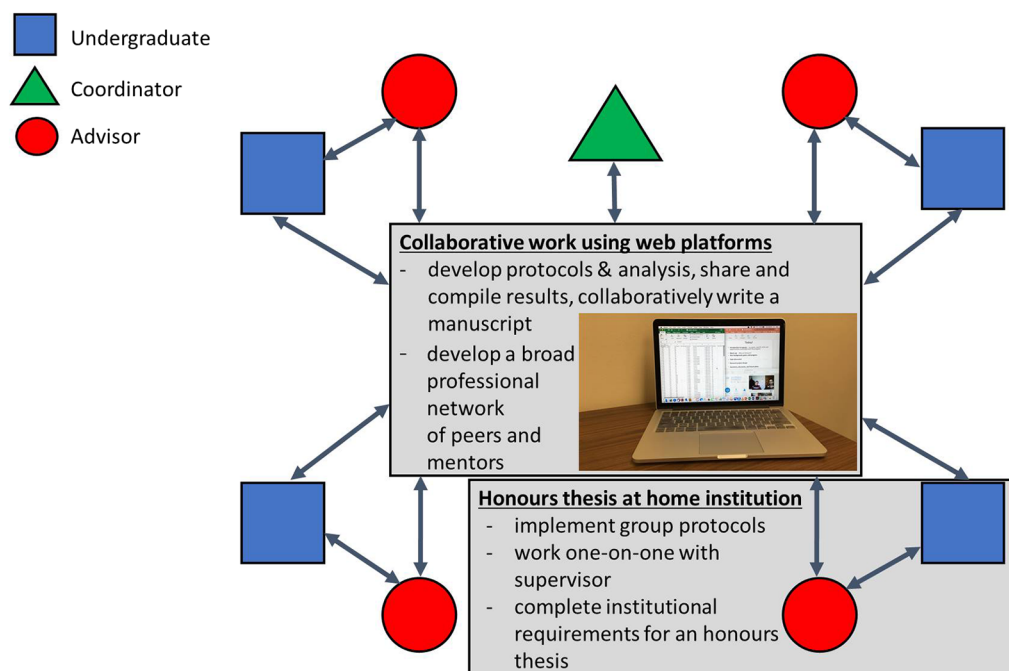 Undergraduate
Coordinator
Advisor
Collaborative work using web platforms
- develop protocols & analysis, share and
compile results, collaboratively write a
manuscript
- develop a broad
professional
network
of peers and
mentors
Honours thesis at home institution
- implement group protocols
- work one-on-one with
supervisor
- complete institutional
requirements for an honours
thesis